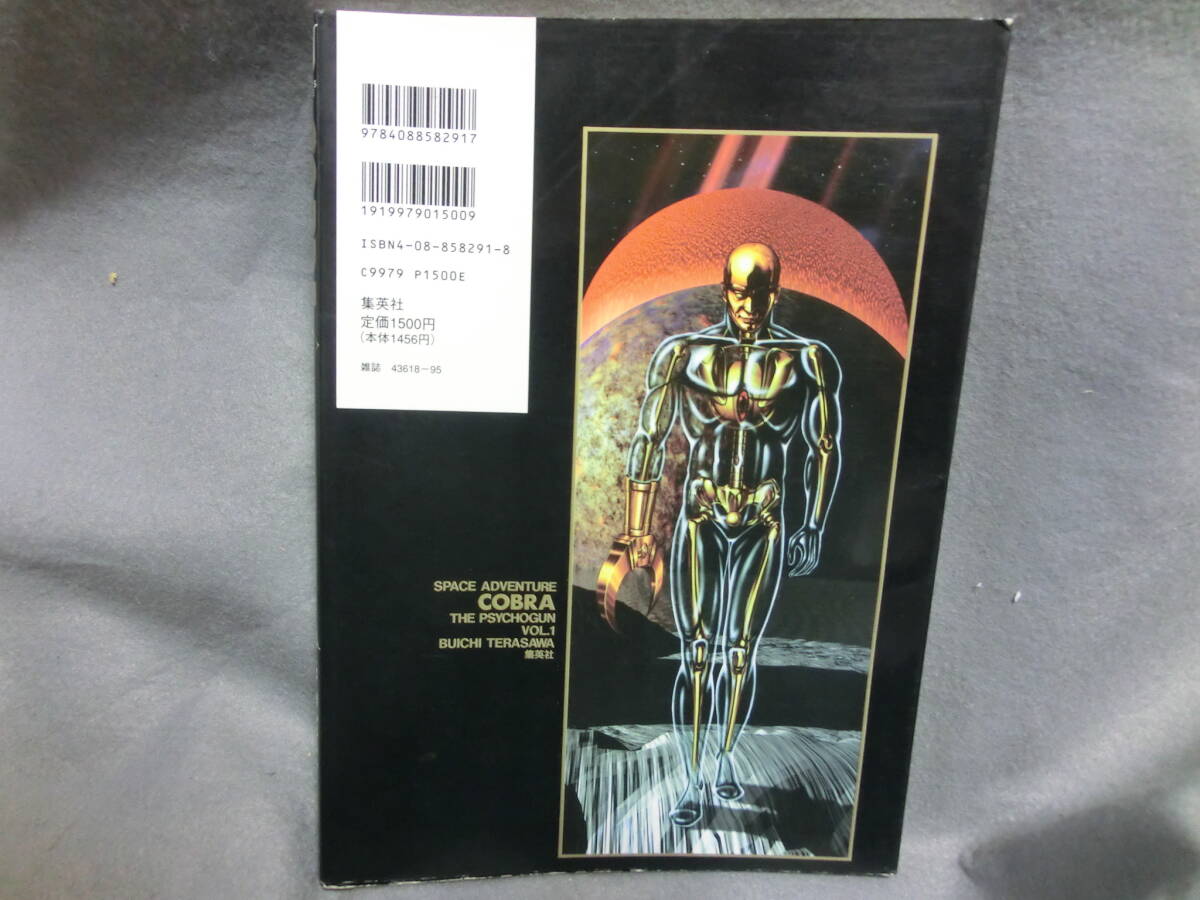 9784088582917
1919979015009
ISBN4-08-858291-8
C9979 P1500E
集英社
定価1500円
(本体1456円)
雑誌 43618-95
SPACE ADVENTURE
COBRA
THE PSYCHOGUN
VOL.1
BUICHI TERASAWA
集英社